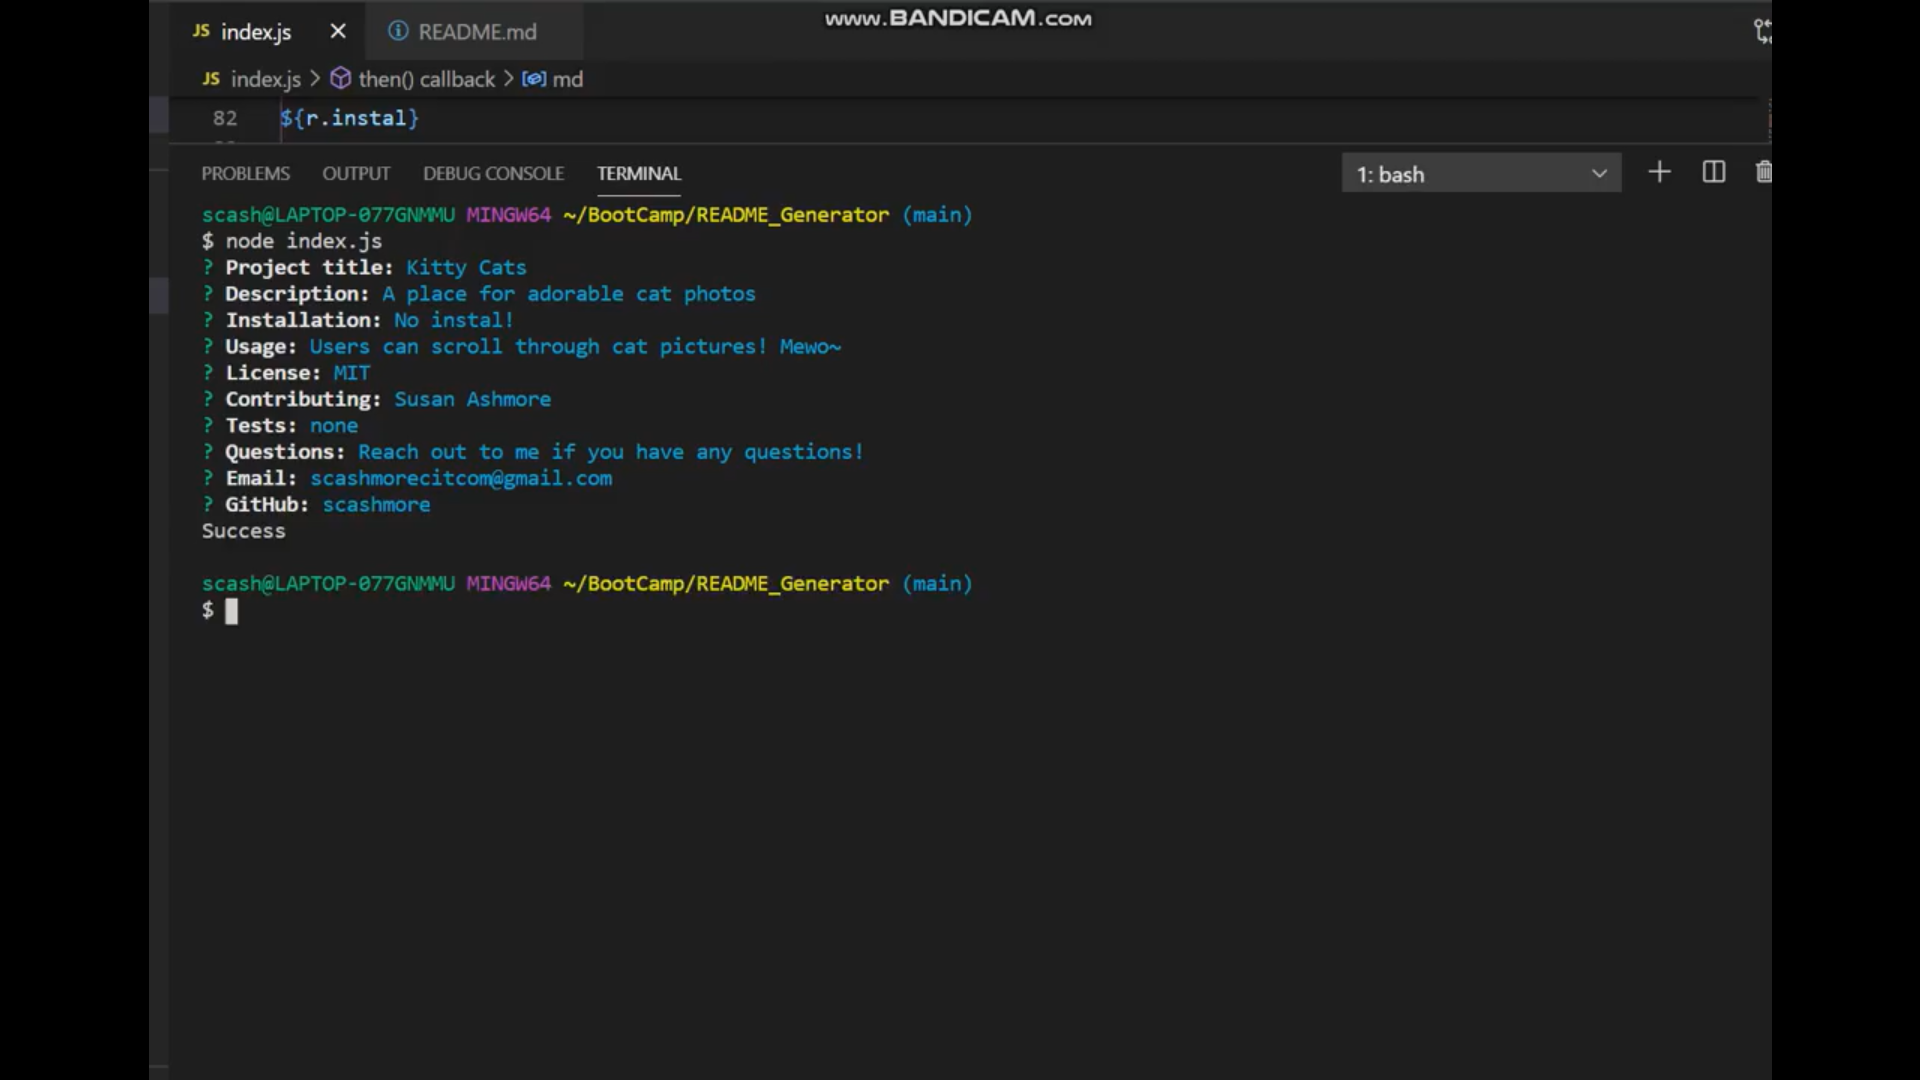 www.BANDICAM.com
JS index.js README.md
JS index.js > then() callback > md
82 ${r.instal}
PROBLEMS OUTPUT DEBUG CONSOLE TERMINAL 1: bash
scash@LAPTOP-077GNMMU MINGW64 ~/BootCamp/README_Generator (main)
$ node index.js
? Project title: Kitty Cats
? Description: A place for adorable cat photos
? Installation: No instal!
? Usage: Users can scroll through cat pictures! Mewo~
? License: MIT
? Contributing: Susan Ashmore
? Tests: none
? Questions: Reach out to me if you have any questions!
? Email: scashmorecitcom@gmail.com
? GitHub: scashmore
Success
scash@LAPTOP-077GNMMU MINGW64 ~/BootCamp/README_Generator (main)
$